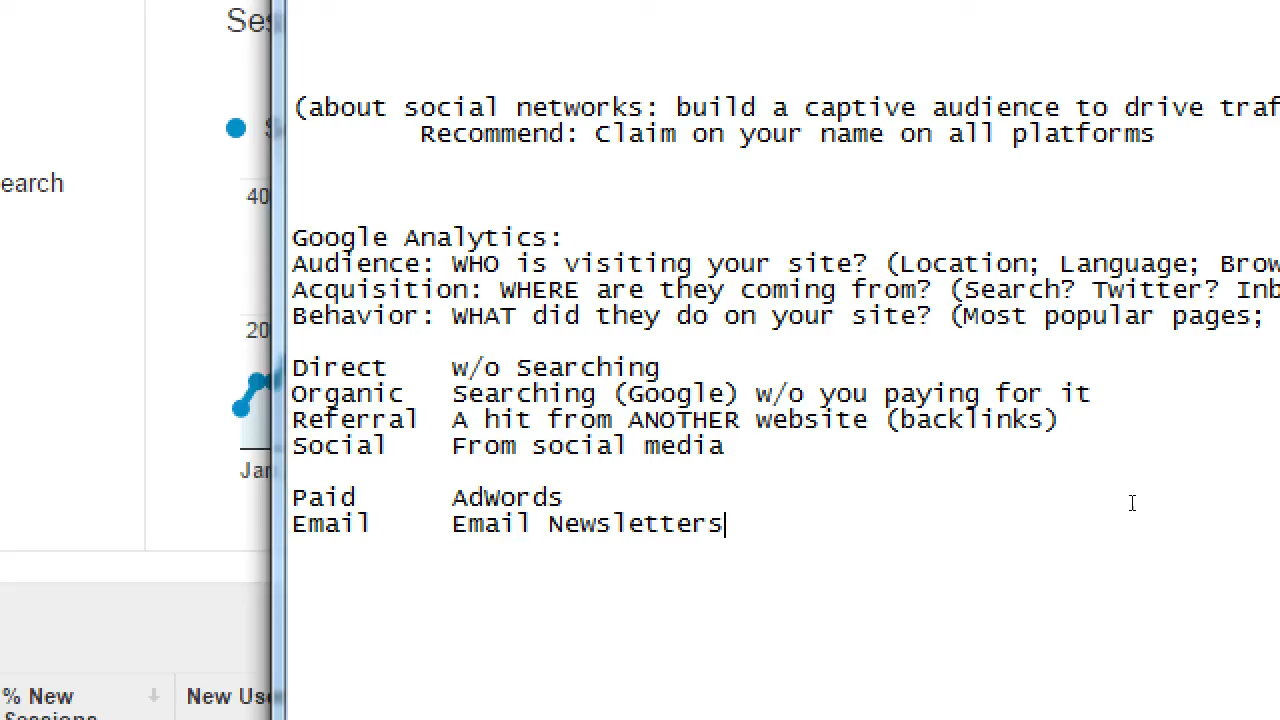 Ses
40
20
Jan
earch
% New
Sessions
New Use
(about social networks: build a captive audience to drive traf
Recommend: Claim on your name on all platforms
Google Analytics:
Audience: WHO is visiting your site? (Location; Language; Brow
Acquisition: WHERE are they coming from? (Search? Twitter? Inb
Behavior: WHAT did they do on your site? (Most popular pages;
Direct w/o Searching
Organic Searching (Google) w/o you paying for it
Referral A hit from ANOTHER website (backlinks)
Social From social media
Paid AdWords
Email Email Newsletters